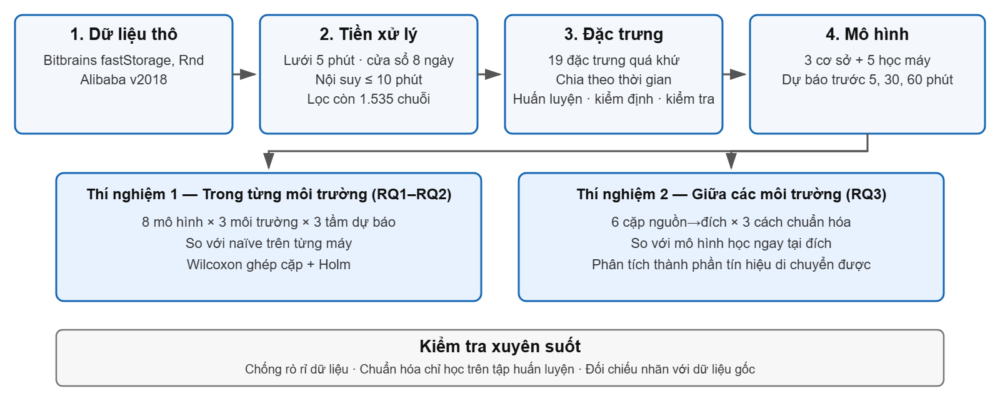 1. Dữ liệu thô
Bitbrains fastStorage, Rnd
Alibaba v2018
2. Tiền xử lý
Lưới 5 phút · cửa sổ 8 ngày
Nội suy ≤ 10 phút
Lọc còn 1.535 chuỗi
3. Đặc trưng
19 đặc trưng quá khứ
Chia theo thời gian
Huấn luyện · kiểm định · kiểm tra
4. Mô hình
3 cơ sở + 5 học máy
Dự báo trước 5, 30, 60 phút
Thí nghiệm 1 — Trong từng môi trường (RQ1–RQ2)
8 mô hình × 3 môi trường × 3 tầm dự báo
So với naïve trên từng máy
Wilcoxon ghép cặp + Holm
Thí nghiệm 2 — Giữa các môi trường (RQ3)
6 cặp nguồn→đích × 3 cách chuẩn hóa
So với mô hình học ngay tại đích
Phân tích thành phần tín hiệu di chuyển được
Kiểm tra xuyên suốt
Chống rò rỉ dữ liệu · Chuẩn hóa chỉ học trên tập huấn luyện · Đối chiếu nhãn với dữ liệu gốc